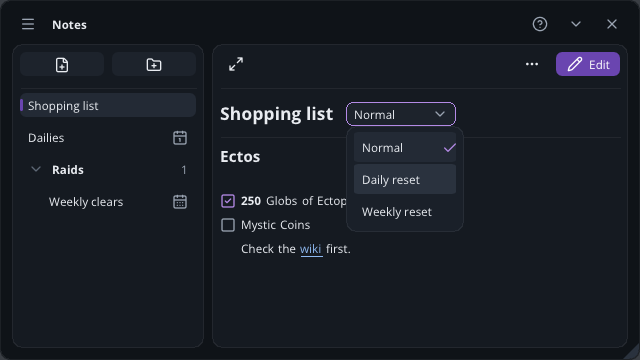 Notes
Edit
Shopping list
Dailies
Raids 1
Weekly clears
Shopping list Normal
Normal
Daily reset
Weekly reset
Ectos
250 Globs of Ectop
Mystic Coins
Check the wiki first.